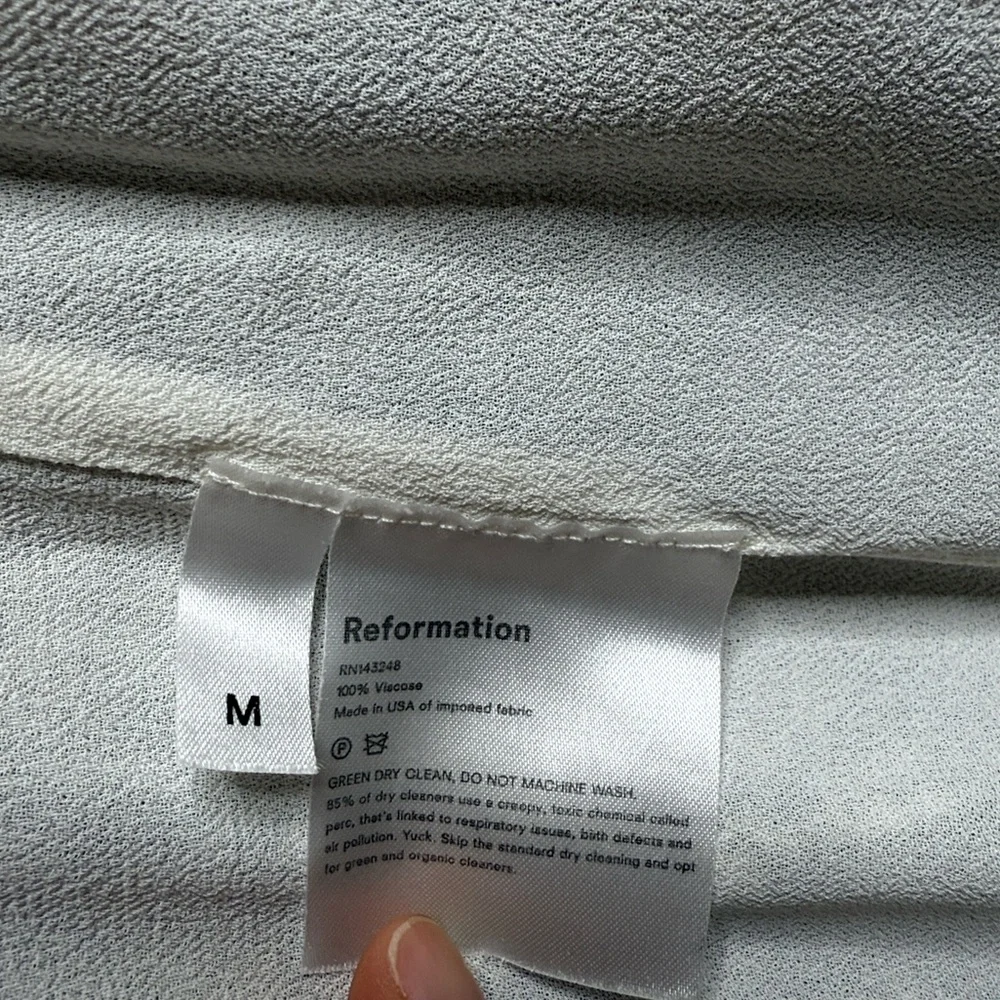 M
Reformation
RN143248
100% Viscose
Made in USA of imported fabric
P
GREEN DRY CLEAN, DO NOT MACHINE WASH.
85% of dry cleaners use a creepy, toxic chemical called
perc, that's linked to respiratory issues, birth defects and
air pollution. Yuck. Skip the standard dry cleaning and opt
for green and organic cleaners.